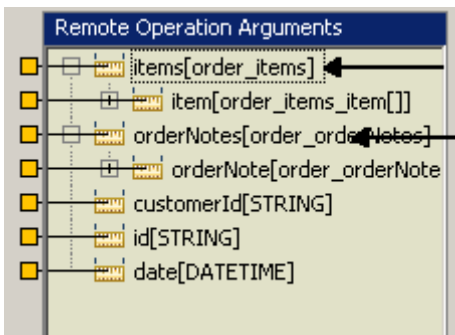 Remote Operation Arguments
items[order_items]
item[order_items_item[]]
orderNotes[order_orderNotes]
orderNote[order_orderNote
customerId[STRING]
id[STRING]
date[DATETIME]